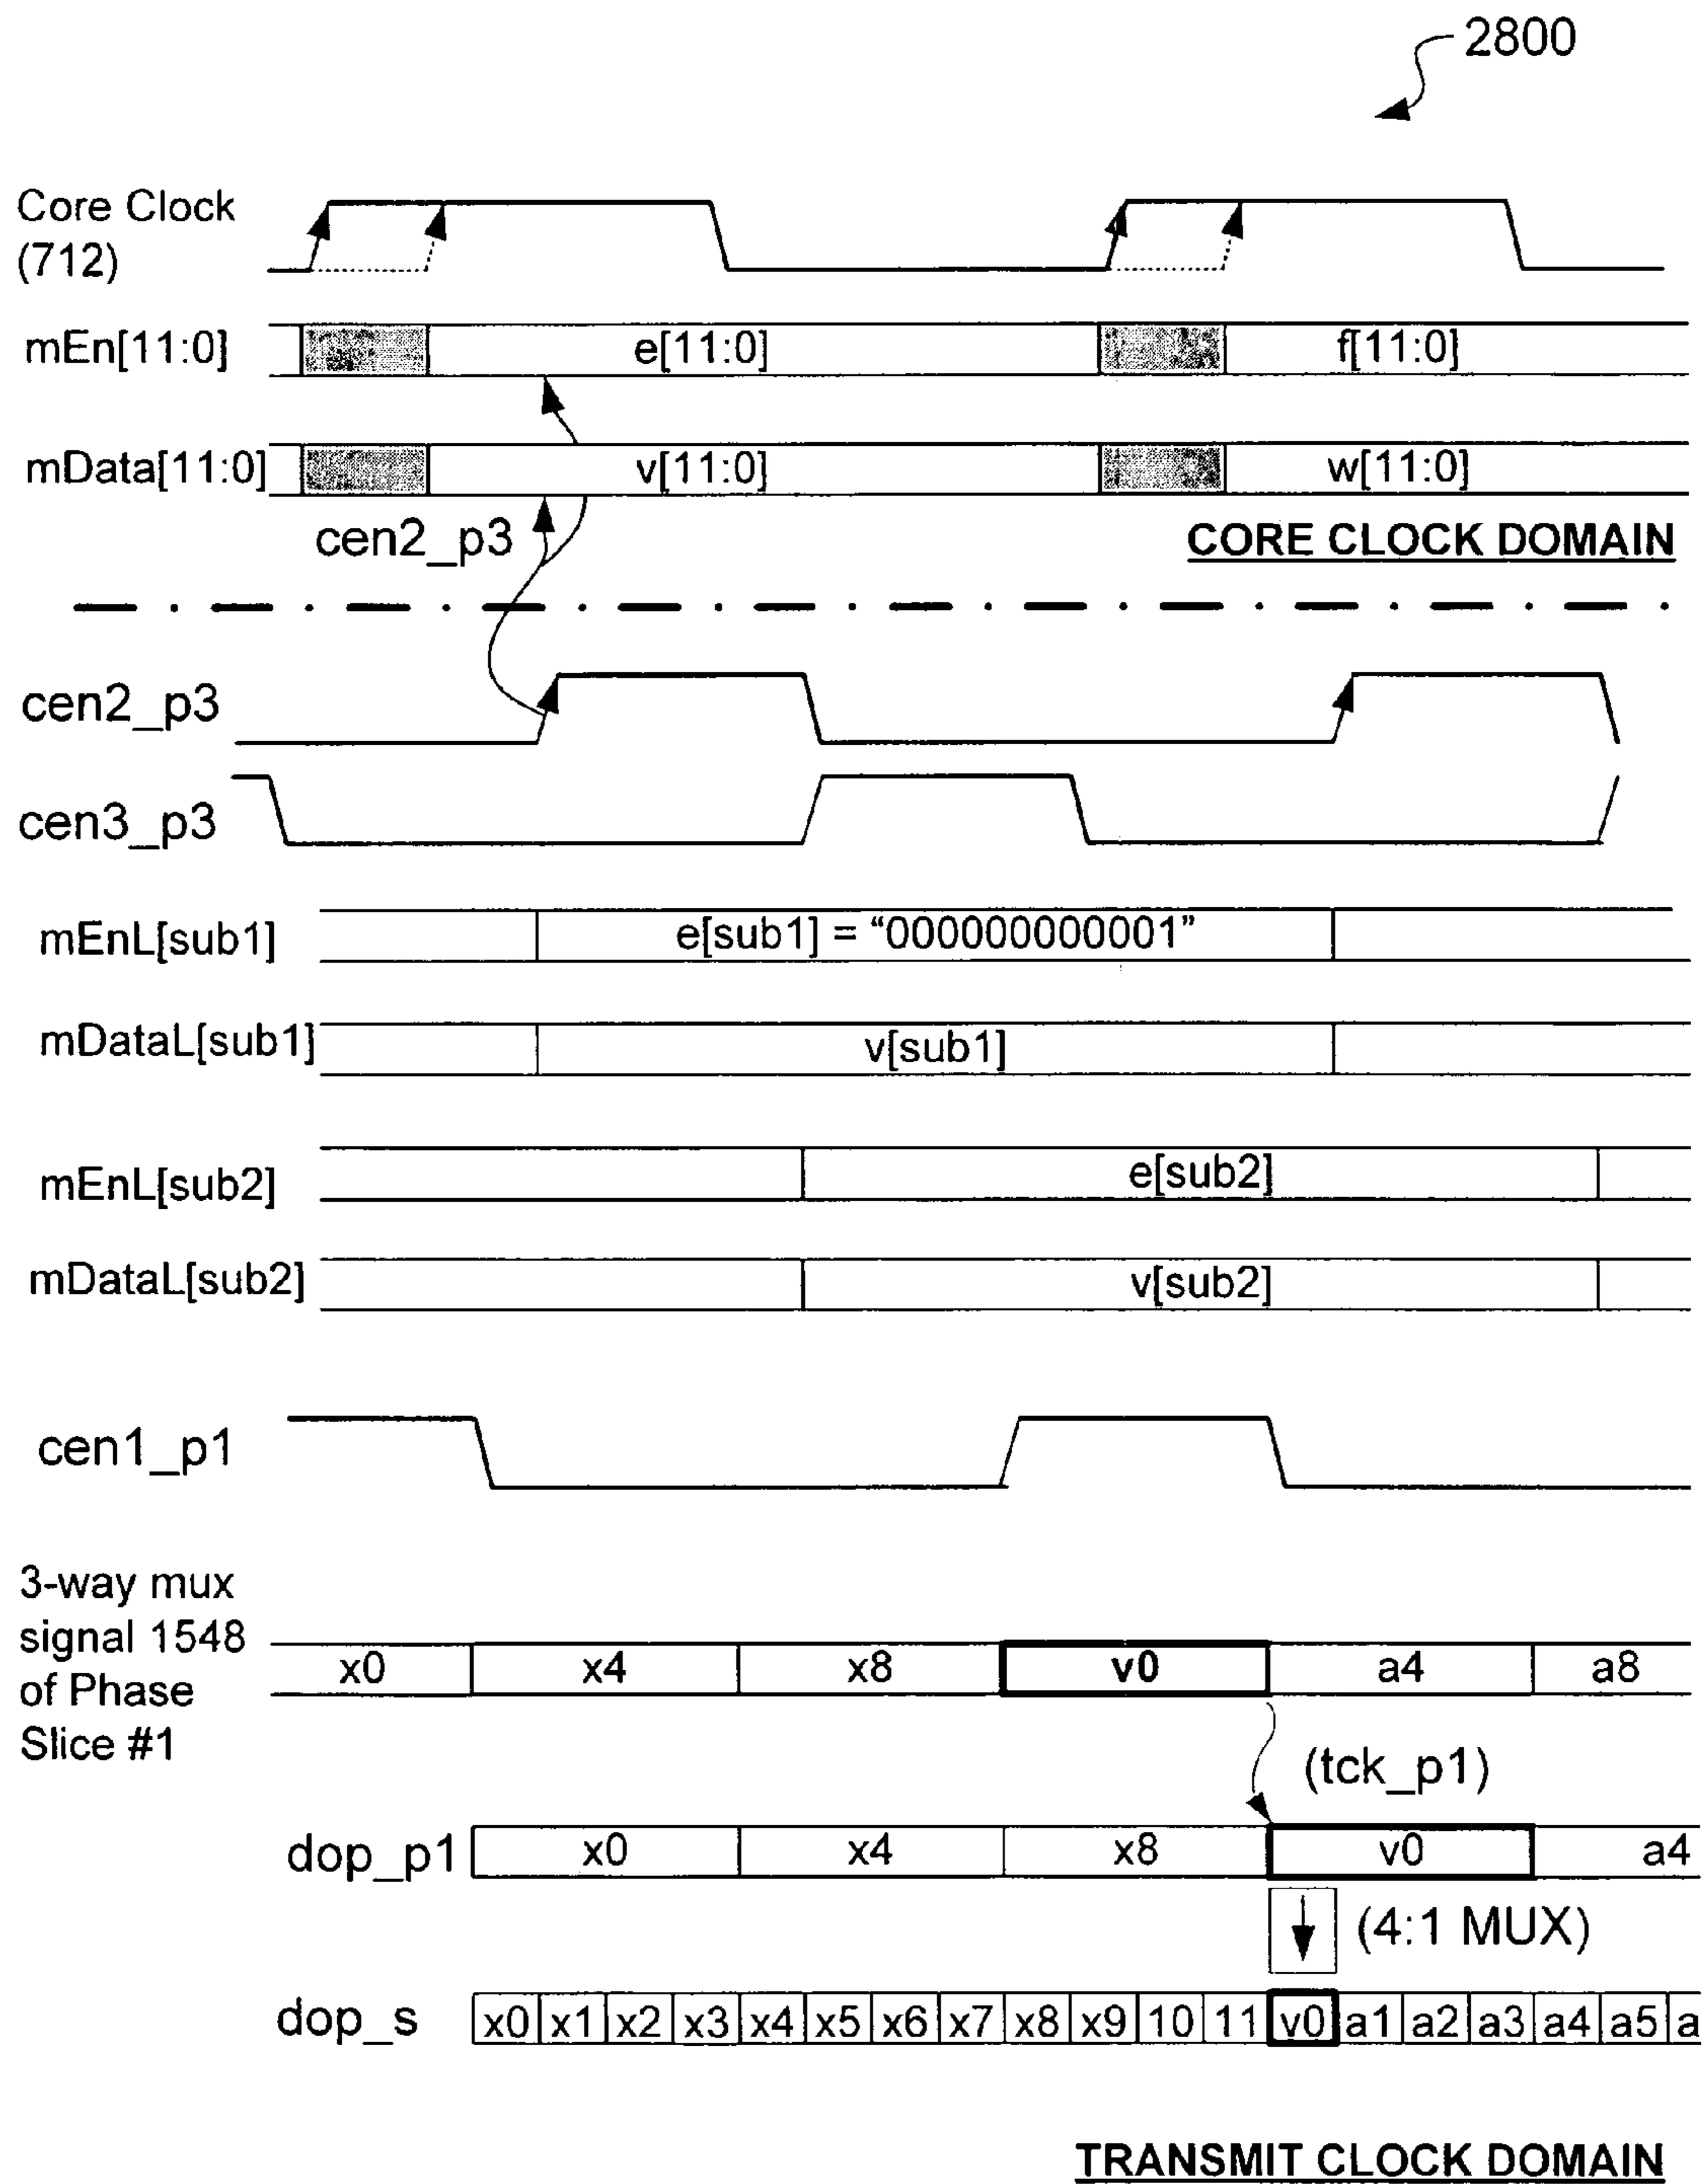 2800
Core Clock
(712)
mEn[11:0]
e[11:0]
f[11:0]
mData[11:0]
v[11:0]
w[11:0]
cen2_p3
CORE CLOCK DOMAIN
cen2_p3
cen3_p3
mEnL[sub1]
e[sub1] = “000000000001”
mDataL[sub1]
v[sub1]
mEnL[sub2]
e[sub2]
mDataL[sub2]
v[sub2]
cen1_p1
3-way mux
signal 1548
of Phase
Slice #1
x0 x4 x8 v0 a4 a8
(tck_p1)
dop_p1
x0 x4 x8 v0 a4
(4:1 MUX)
dop_s
x0 x1 x2 x3 x4 x5 x6 x7 x8 x9 10 11 v0 a1 a2 a3 a4 a5 a
TRANSMIT CLOCK DOMAIN